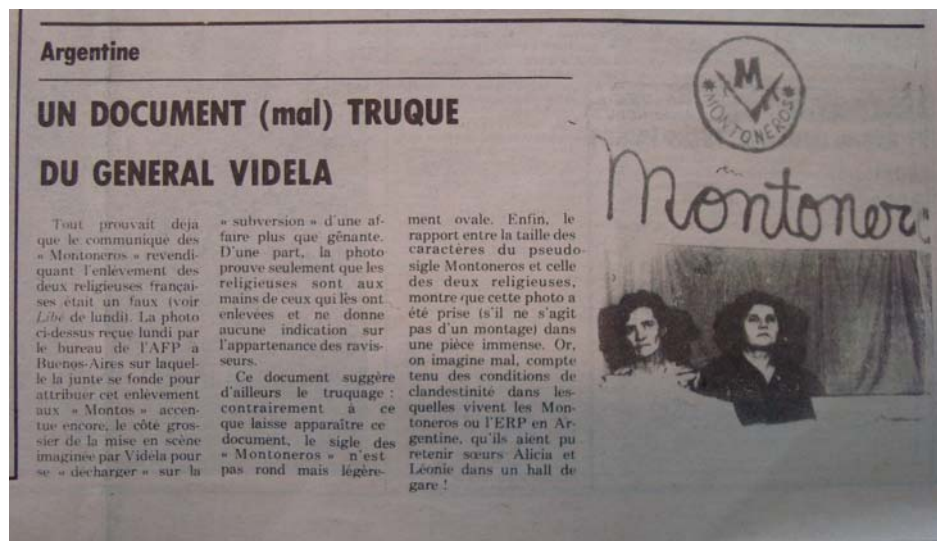 Argentine
UN DOCUMENT (mal) TRUQUE
DU GENERAL VIDELA
Tout prouvait deja
que le communiqué des
« Montoneros » revendi-
quant l'enlèvement des
deux religieuses françai-
ses était un faux (voir
Libé de lundi). La photo
ci-dessus reçue lundi par
le bureau de l'AFP a
Buenos-Aires sur laquel-
le la junte se fonde pour
attribuer cet enlèvement
aux « Montos » accen-
tue encore, le côté gros-
sier de la mise en scène
imaginée par Videla pour
se « décharger » sur la
« subversion » d'une af-
faire plus que gênante.
D'une part, la photo
prouve seulement que les
religieuses sont aux
mains de ceux qui lès ont
enlevées et ne donne
aucune indication sur
l'appartenance des ravis-
seurs.
Ce document suggère
d'ailleurs le truquage :
contrairement à ce
que laisse apparaître ce
document, le sigle des
« Montoneros » n'est
pas rond mais légère-
ment ovale. Enfin, le
rapport entre la taille des
caractères du pseudo-
sigle Montoneros et celle
des deux religieuses,
montre que cette photo a
été prise (s'il ne s'agit
pas d'un montage) dans
une pièce immense. Or,
on imagine mal, compte
tenu des conditions de
clandestinité dans les-
quelles vivent les Mon-
toneros ou l'ERP en Ar-
gentine, qu'ils aient pu
retenir sœurs Alicia et
Léonie dans un hall de
gare !
M
MONTONEROS
Montoner